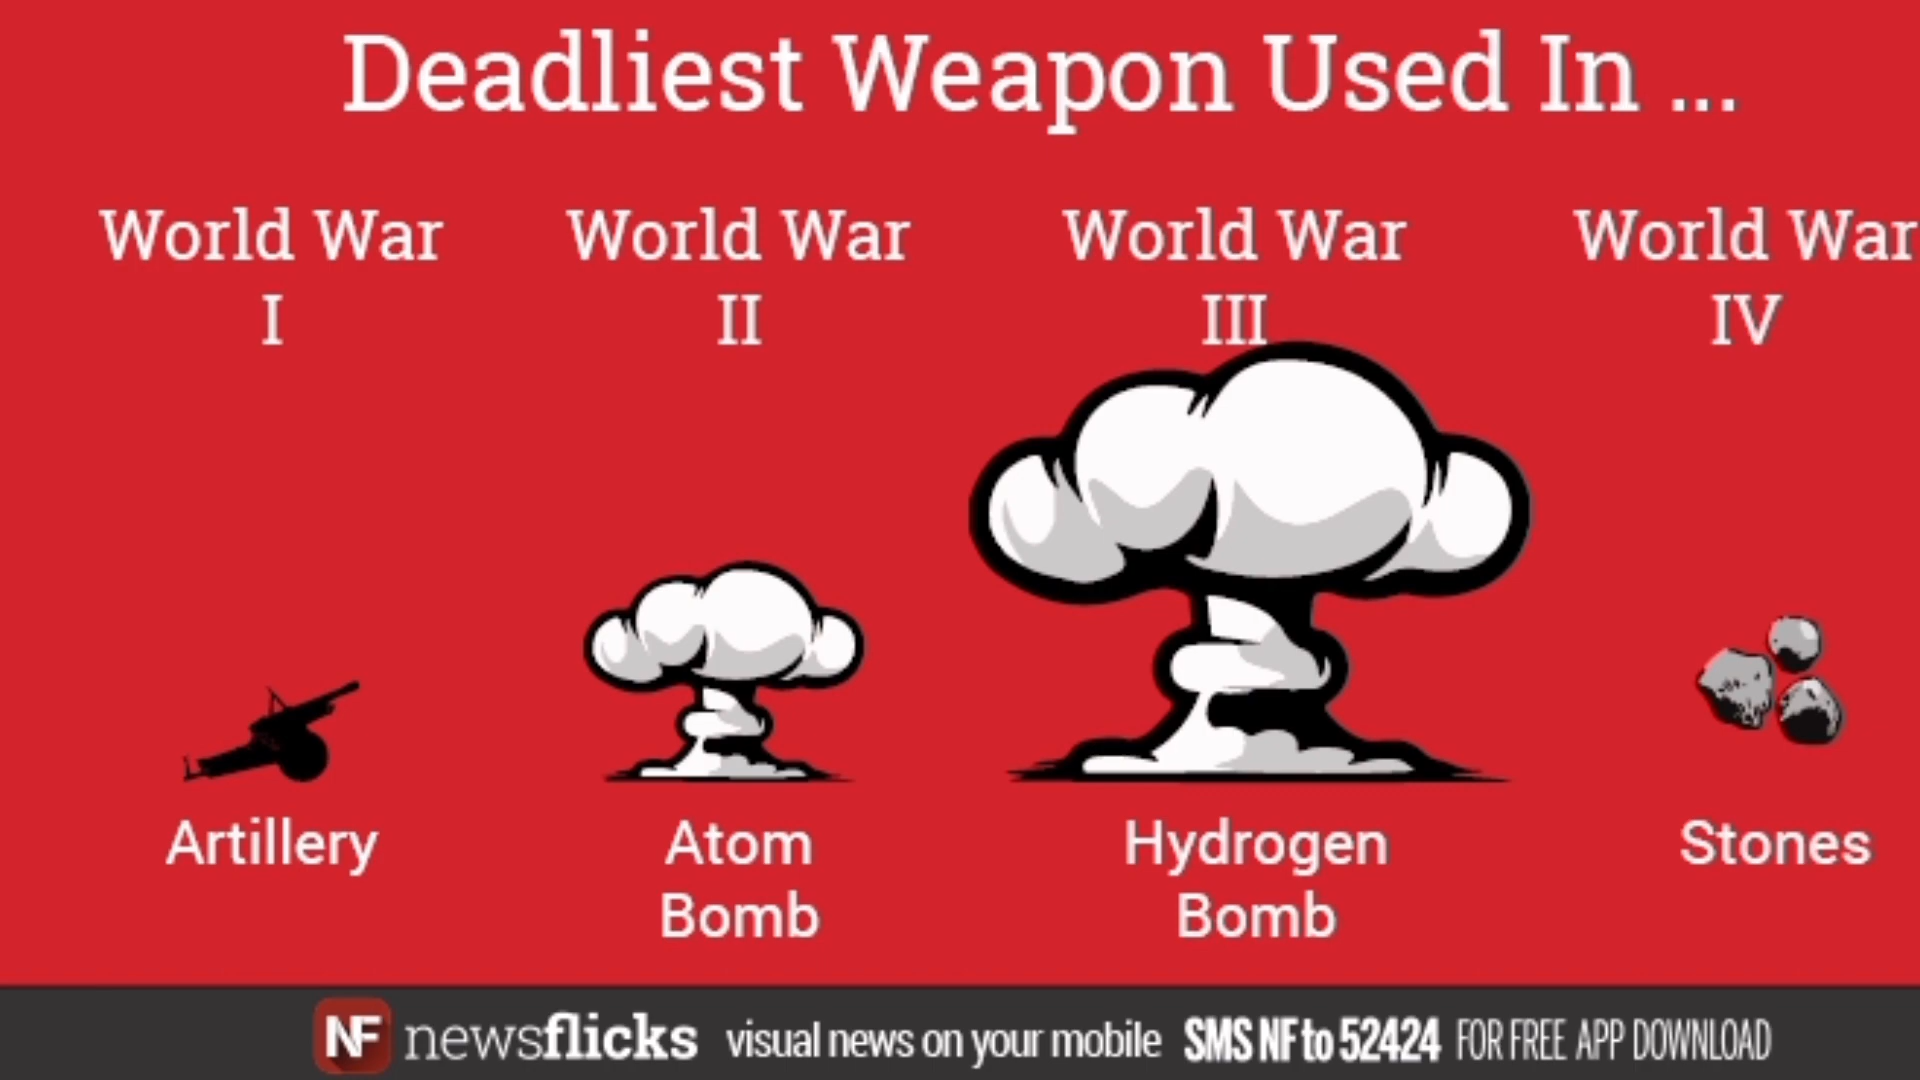 Deadliest Weapon Used In ...
World War I
World War II
World War III
World War IV
Artillery
Atom Bomb
Hydrogen Bomb
Stones
NF newsflicks visual news on your mobile SMS NF to 52424 FOR FREE APP DOWNLOAD